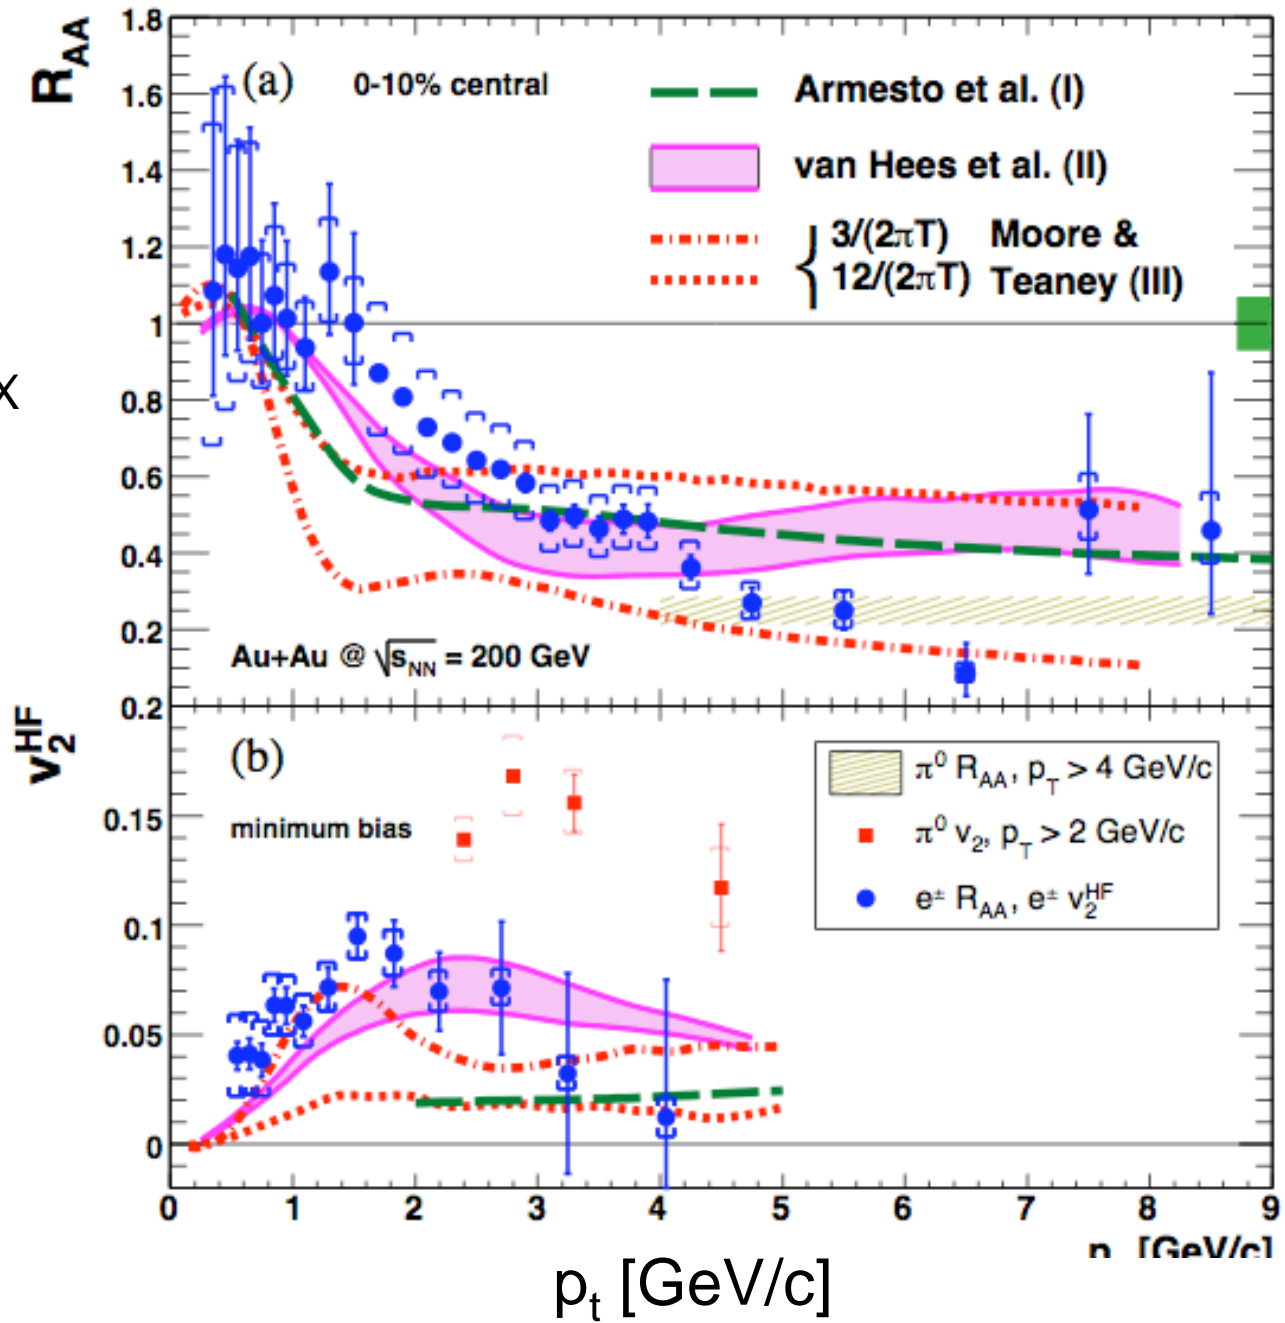 R_AA
1.8
1.6
1.4
1.2
1
0.8
0.6
0.4
0.2
(a)
0-10% central
Armesto et al. (I)
van Hees et al. (II)
3/(2πT) Moore &
12/(2πT) Teaney (III)
x
Au+Au @ √s_NN = 200 GeV
v_2^HF
0.2
0.15
0.1
0.05
0
(b)
minimum bias
π^0 R_AA, p_T > 4 GeV/c
π^0 v_2, p_T > 2 GeV/c
e^± R_AA, e^± v_2^HF
0 1 2 3 4 5 6 7 8 9
p [GeV/c]
p_t [GeV/c]